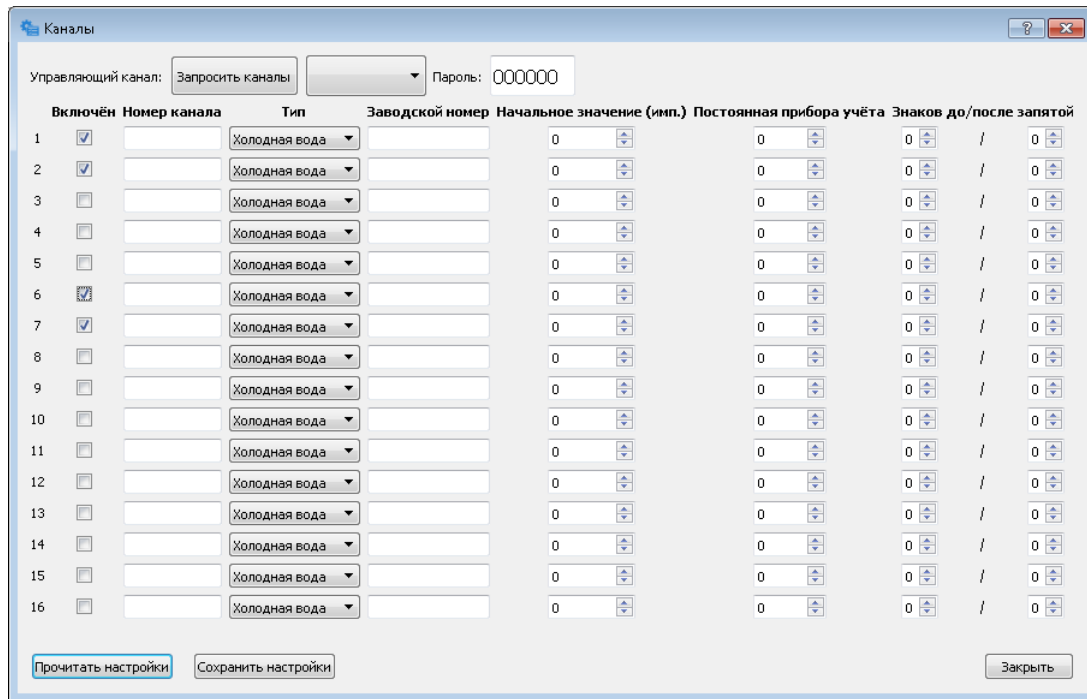 Каналы
Управляющий канал: Запросить каналы Пароль: 000000
Включён Номер канала Тип Заводской номер Начальное значение (имп.) Постоянная прибора учёта Знаков до/после запятой
1 Холодная вода 0 0 0 / 0
2 Холодная вода 0 0 0 / 0
3 Холодная вода 0 0 0 / 0
4 Холодная вода 0 0 0 / 0
5 Холодная вода 0 0 0 / 0
6 Холодная вода 0 0 0 / 0
7 Холодная вода 0 0 0 / 0
8 Холодная вода 0 0 0 / 0
9 Холодная вода 0 0 0 / 0
10 Холодная вода 0 0 0 / 0
11 Холодная вода 0 0 0 / 0
12 Холодная вода 0 0 0 / 0
13 Холодная вода 0 0 0 / 0
14 Холодная вода 0 0 0 / 0
15 Холодная вода 0 0 0 / 0
16 Холодная вода 0 0 0 / 0
Прочитать настройки Сохранить настройки Закрыть